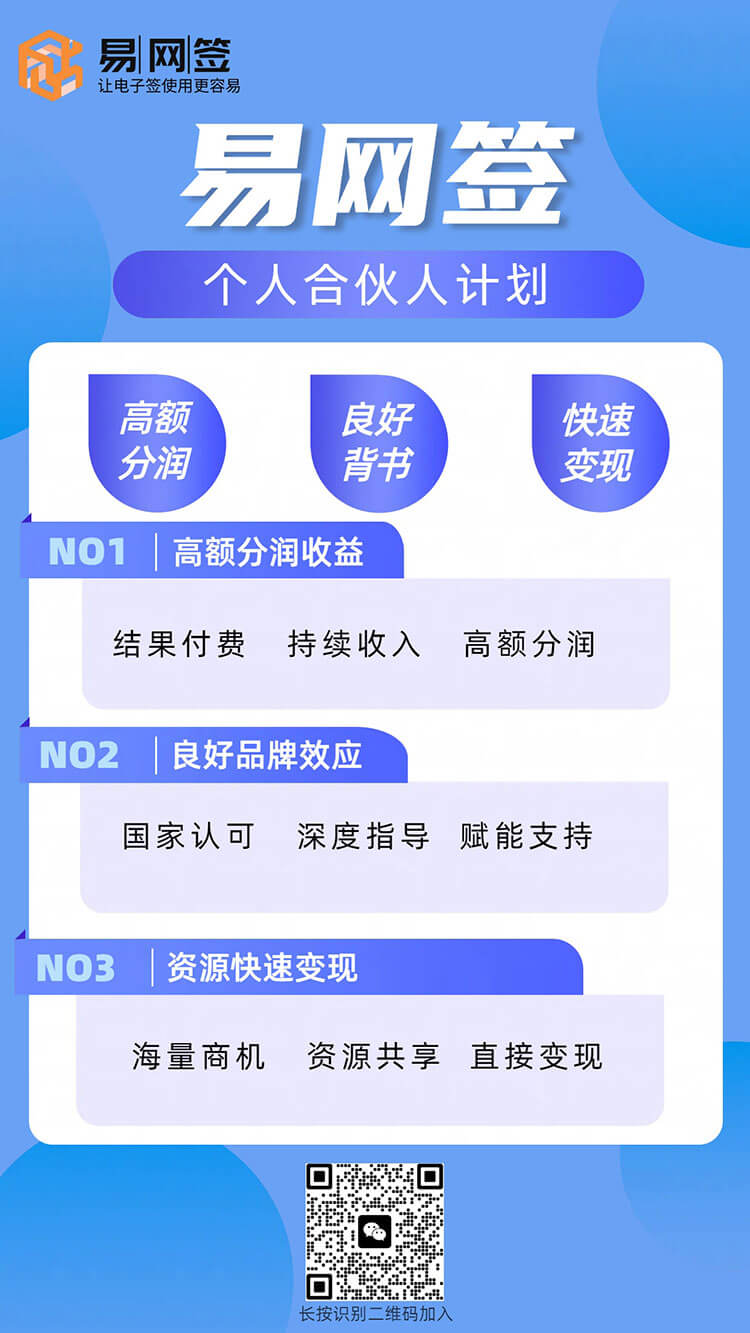 易网签
让电子签使用更容易
易网签
个人合伙人计划
高额
分润
良好
背书
快速
变现
NO1 高额分润收益
结果付费 持续收入 高额分润
NO2 良好品牌效应
国家认可 深度指导 赋能支持
NO3 资源快速变现
海量商机 资源共享 直接变现
长按识别二维码加入